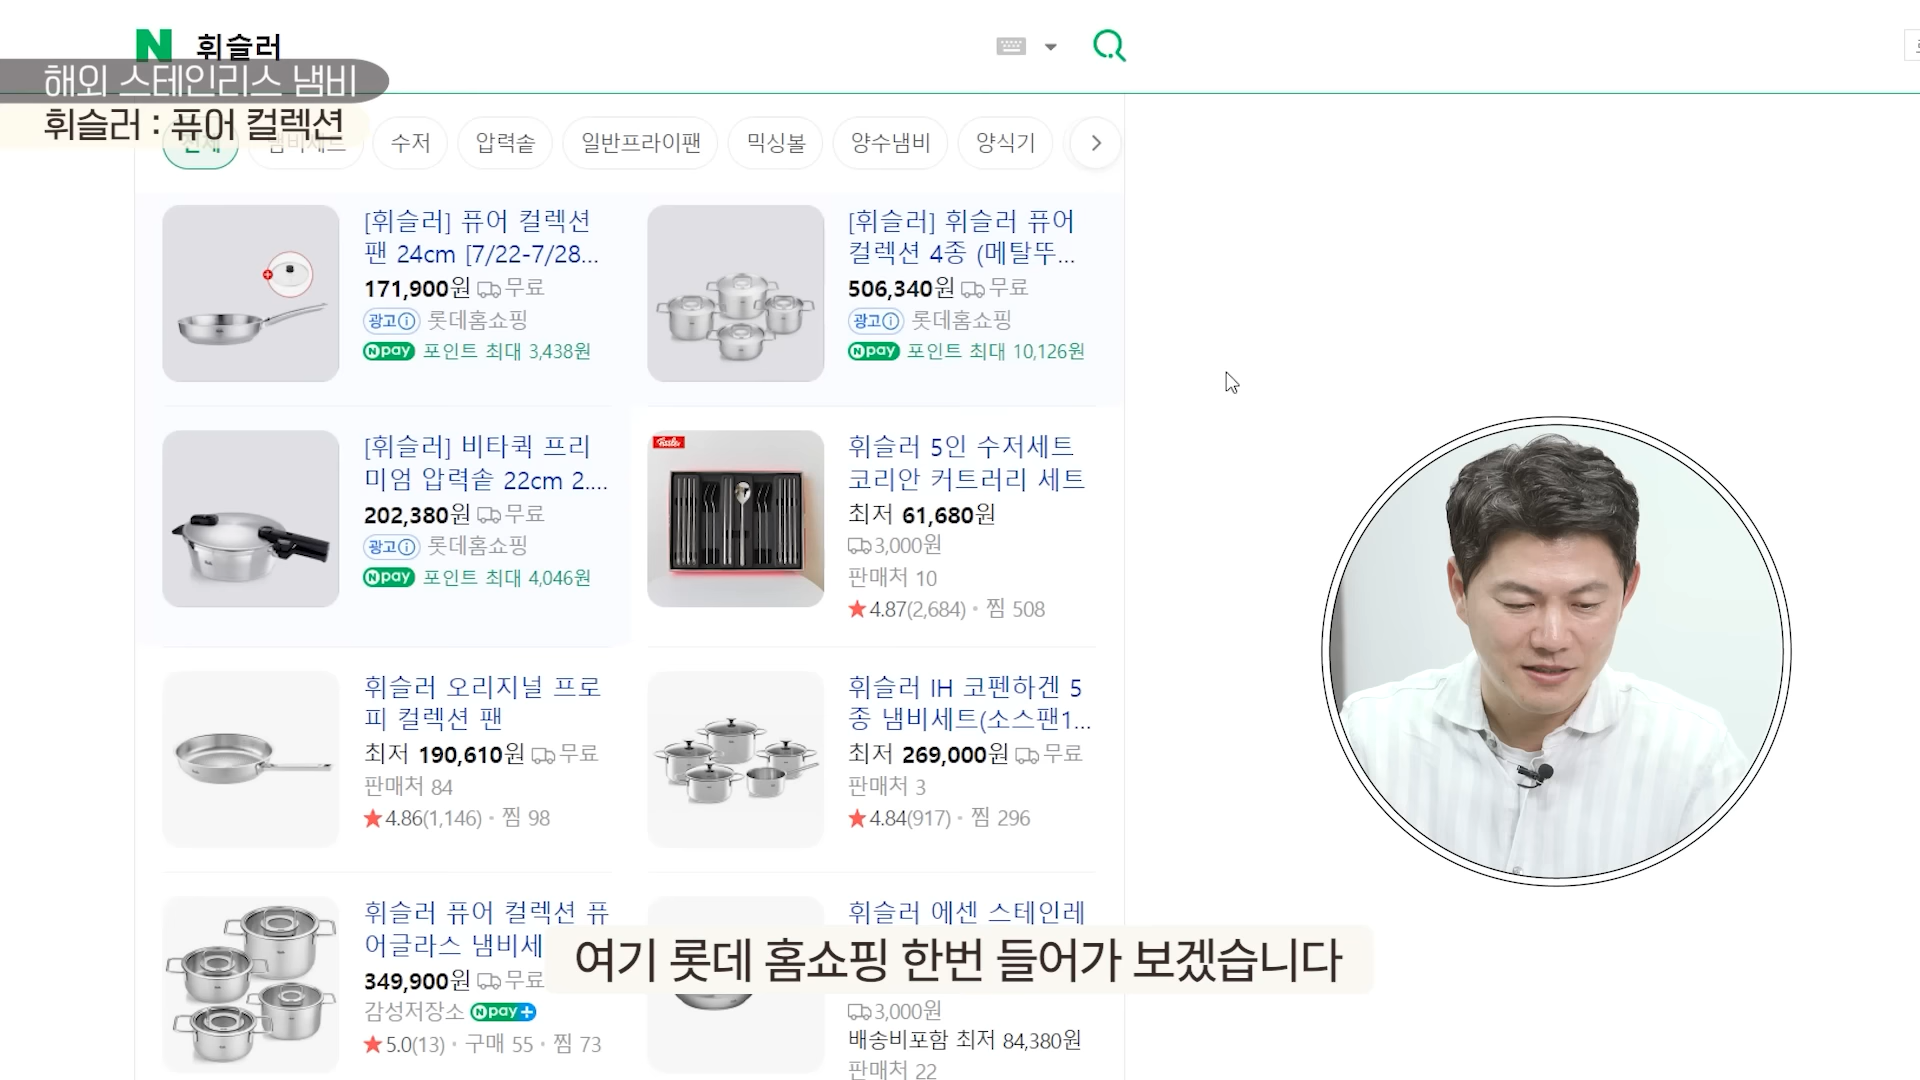 N 휘슬러
해외 스테인리스 냄비
휘슬러 : 퓨어 컬렉션
전체
냄비세트
수저
압력솥
일반프라이팬
믹싱볼
양수냄비
양식기
[휘슬러] 퓨어 컬렉션
팬 24cm [7/22-7/28...
171,900원 무료
광고 롯데홈쇼핑
Npay 포인트 최대 3,438원
[휘슬러] 휘슬러 퓨어
컬렉션 4종 (메탈뚜...
506,340원 무료
광고 롯데홈쇼핑
Npay 포인트 최대 10,126원
[휘슬러] 비타퀵 프리
미엄 압력솥 22cm 2....
202,380원 무료
광고 롯데홈쇼핑
Npay 포인트 최대 4,046원
Fissler
휘슬러 5인 수저세트
코리안 커트러리 세트
최저 61,680원
3,000원
판매처 10
4.87(2,684) • 찜 508
휘슬러 오리지널 프로
피 컬렉션 팬
최저 190,610원 무료
판매처 84
4.86(1,146) • 찜 98
휘슬러 IH 코펜하겐 5
종 냄비세트(소스팬1...
최저 269,000원 무료
판매처 3
4.84(917) • 찜 296
휘슬러 퓨어 컬렉션 퓨
어글라스 냄비세
349,900원 무료
감성저장소 Npay+
5.0(13) • 구매 55 • 찜 73
휘슬러 에센 스테인레
3,000원
배송비포함 최저 84,380원
판매처 22
여기 롯데 홈쇼핑 한번 들어가 보겠습니다